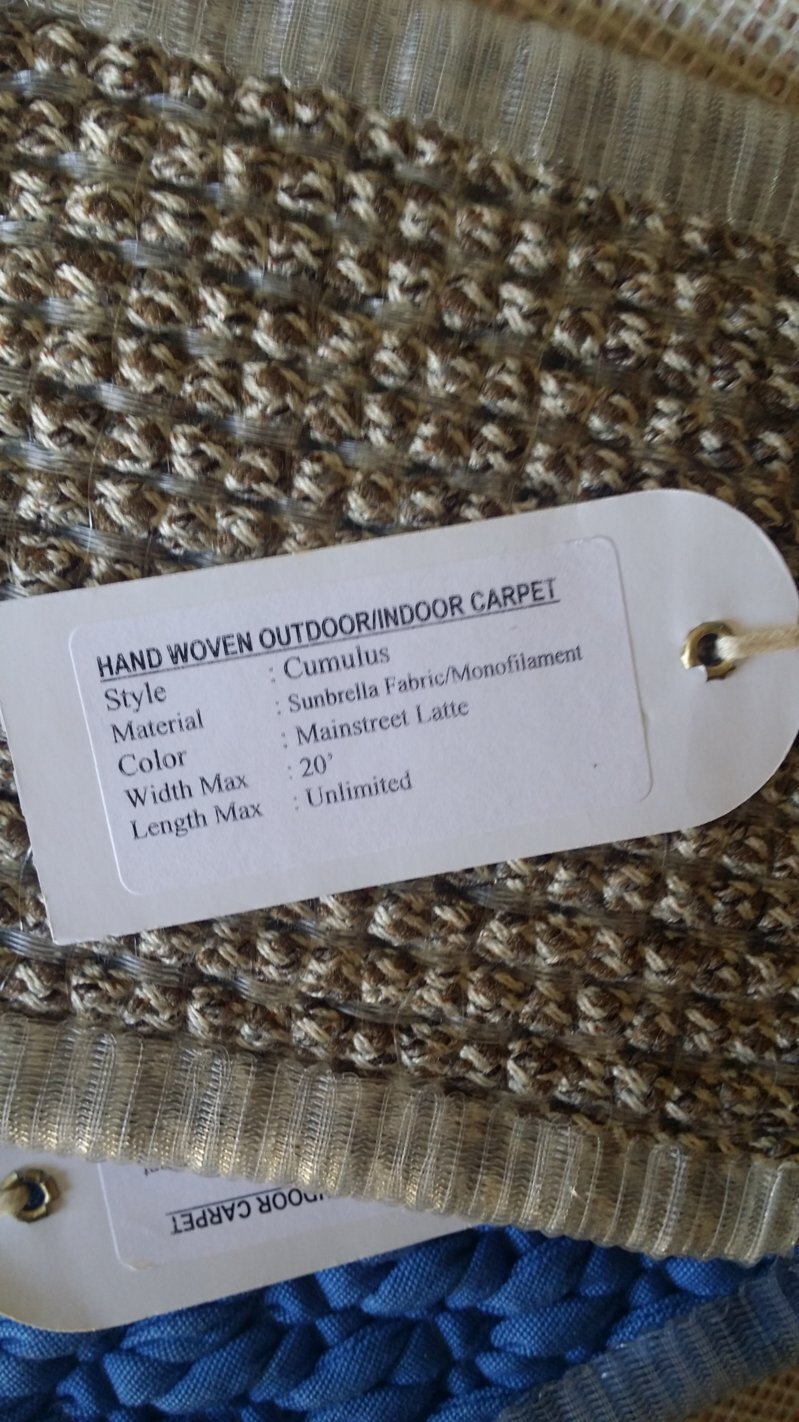 HAND WOVEN OUTDOOR/INDOOR CARPET
Style : Cumulus
Material : Sunbrella Fabric/Monofilament
Color : Mainstreet Latte
Width Max : 20'
Length Max : Unlimited
DOOR CARPET